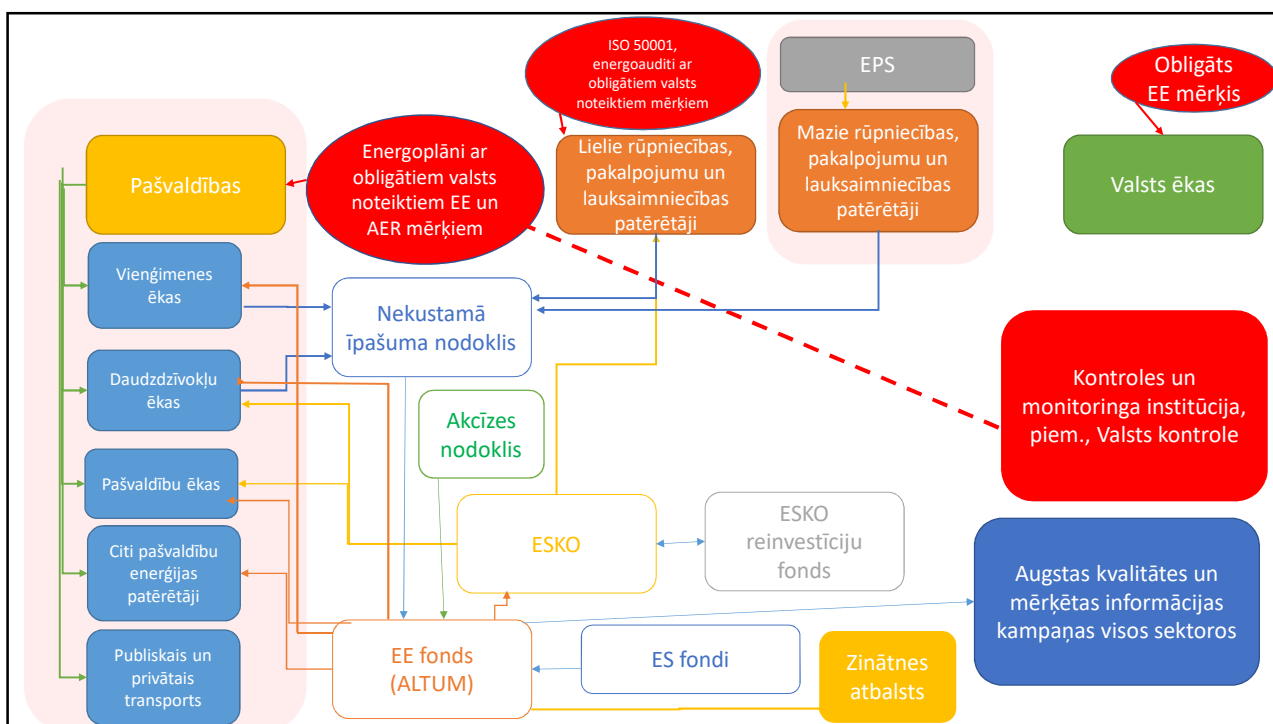 ISO 50001,
energoauditi ar
obligātiem valsts
noteiktiem mērķiem
EPS
Obligāts
EE mērķis
Pašvaldības
Energoplāni ar
obligātiem valsts
noteiktiem EE un
AER mērķiem
Lielie rūpniecības,
pakalpojumu un
lauksaimniecības
patērētāji
Mazie rūpniecības,
pakalpojumu un
lauksaimniecības
patērētāji
Valsts ēkas
Vienģimenes
ēkas
Nekustamā
īpašuma nodoklis
Daudzdzīvokļu
ēkas
Akcīzes
nodoklis
Kontroles un
monitoringa institūcija,
piem., Valsts kontrole
Pašvaldību ēkas
ESKO
ESKO
reinvestīciju
fonds
Citi pašvaldību
enerģijas
patērētāji
Augstas kvalitātes un
mērķētas informācijas
kampaņas visos sektoros
Publiskais un
privātais
transports
EE fonds
(ALTUM)
ES fondi
Zinātnes
atbalsts